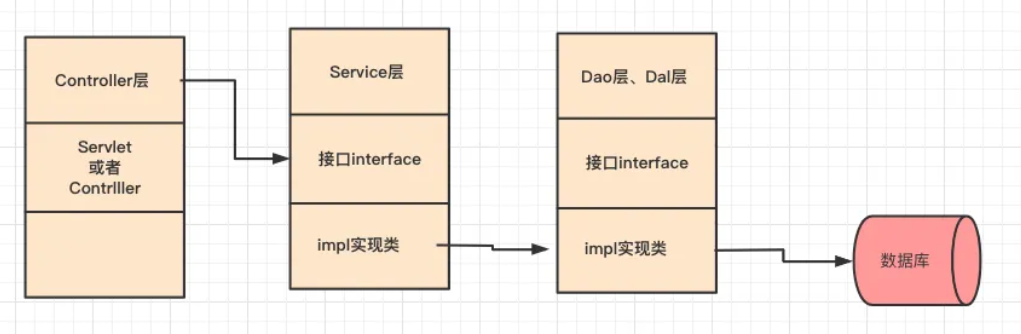 Controller层
Servlet
或者
Contrlller
Service层
接口interface
impl实现类
Dao层、Dal层
接口interface
impl实现类
数据库